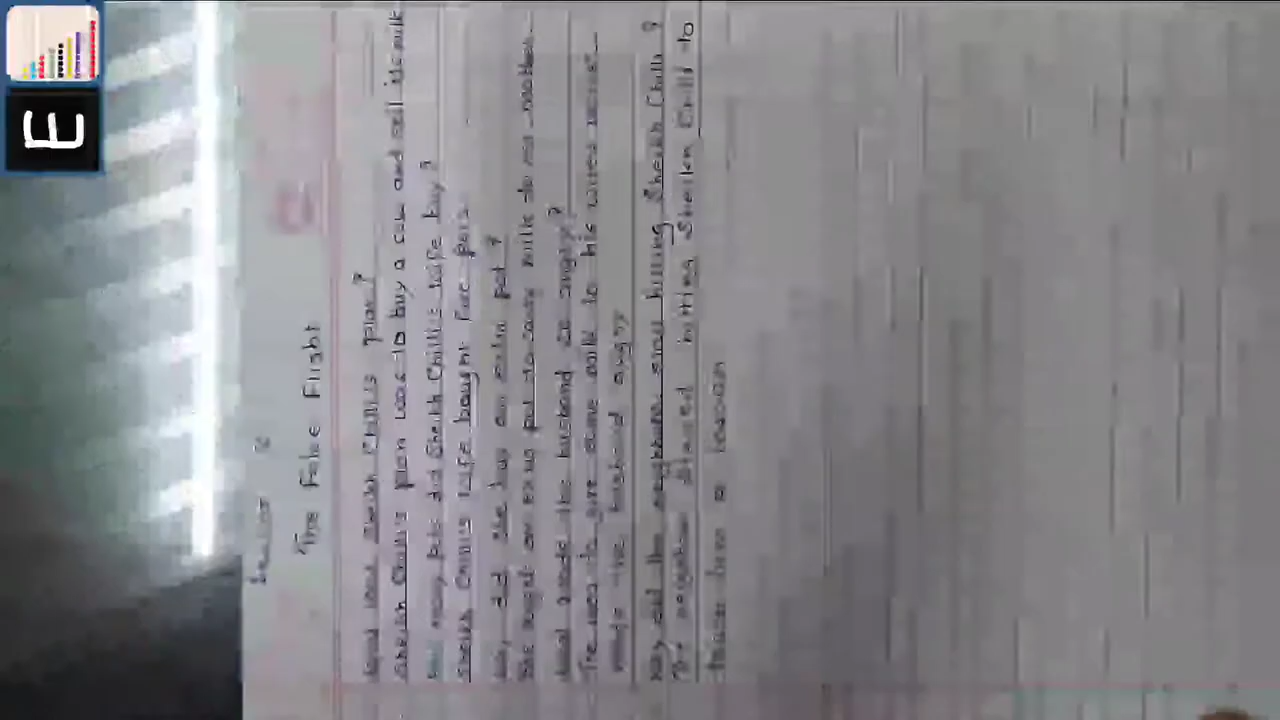 Lesson
The False Flight
What was Sheikh Chilli's plan?
Sheikh Chilli's plan was to buy a cow and sell its milk
How many pots did Sheikh Chilli's wife buy?
Sheikh Chilli's wife bought five pots.
Why did she buy an extra pot?
She bought an extra pot to carry milk to her mother.
What made the husband so angry?
The idea to give some milk to his wife's mother
made the husband angry
Why did the neighbour start hitting Sheikh Chilli?
The neighbour started hitting Sheikh Chilli to
teach him a lesson
E